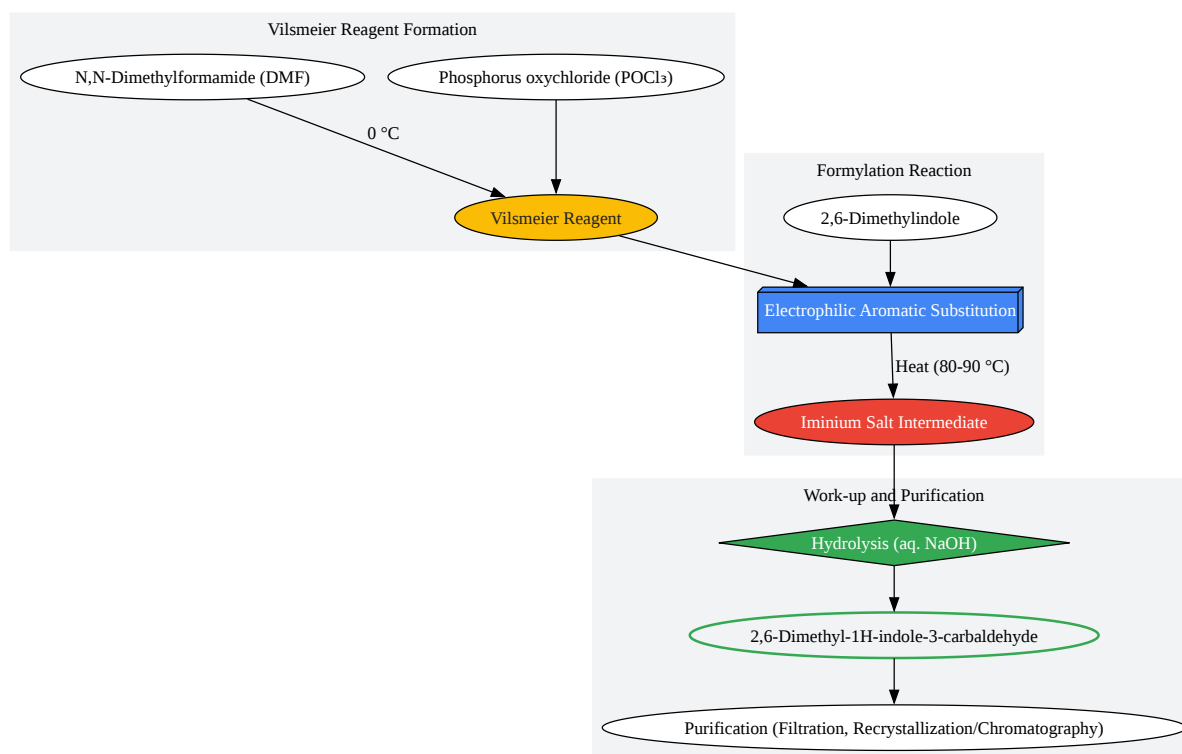 Vilsmeier Reagent Formation
N,N-Dimethylformamide (DMF)
Phosphorus oxychloride (POCl₃)
0 °C
Vilsmeier Reagent
Formylation Reaction
2,6-Dimethylindole
Electrophilic Aromatic Substitution
Heat (80-90 °C)
Iminium Salt Intermediate
Work-up and Purification
Hydrolysis (aq. NaOH)
2,6-Dimethyl-1H-indole-3-carbaldehyde
Purification (Filtration, Recrystallization/Chromatography)